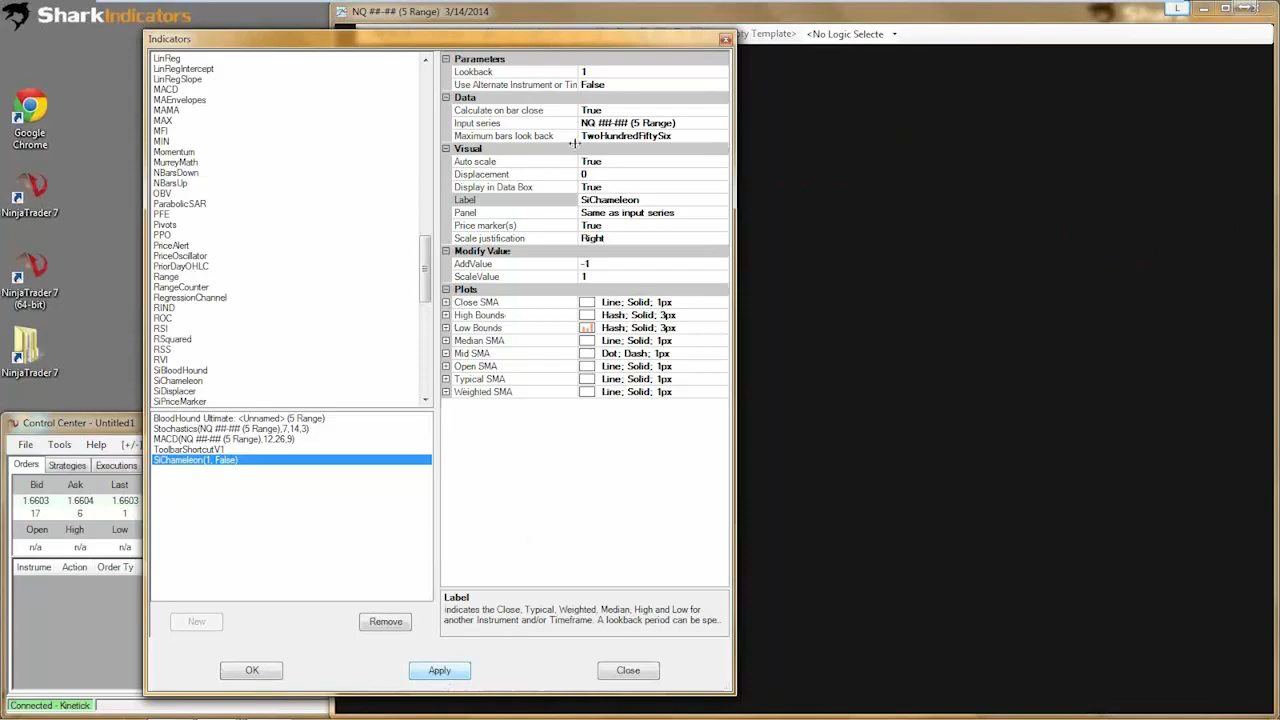 SharkIndicators
NQ ##-## (5 Range) 3/14/2014
L
Indicators
ty Template>
<No Logic Selecte
Google Chrome
NinjaTrader 7
NinjaTrader 7 (64-bit)
NinjaTrader 7
LinReg
LinRegIntercept
LinRegSlope
MACD
MAEnvelopes
MAMA
MAX
MFI
MIN
Momentum
MurreyMath
NBarsDown
NBarsUp
OBV
ParabolicSAR
PFE
Pivots
PPO
PriceAlert
PriceOscillator
PriorDayOHLC
Range
RangeCounter
RegressionChannel
RIND
ROC
RSI
RSquared
RSS
RVI
SiBloodHound
SiChameleon
SiDisplacer
SiPriceMarker
BloodHound Ultimate: <Unnamed> (5 Range)
Stochastics(NQ ##-## (5 Range),7,14,3)
MACD(NQ ##-## (5 Range),12,26,9)
ToolbarShortcutV1
SiChameleon(1, False)
New
Remove
OK
Apply
Close
Parameters
Lookback 1
Use Alternate Instrument or Tin False
Data
Calculate on bar close True
Input series NQ ##-## (5 Range)
Maximum bars look back TwoHundredFiftySix
Visual
Auto scale True
Displacement 0
Display in Data Box True
Label SiChameleon
Panel Same as input series
Price marker(s) True
Scale justification Right
Modify Value
AddValue -1
ScaleValue 1
Plots
Close SMA Line; Solid; 1px
High Bounds Hash; Solid; 3px
Low Bounds Hash; Solid; 3px
Median SMA Line; Solid; 1px
Mid SMA Dot; Dash; 1px
Open SMA Line; Solid; 1px
Typical SMA Line; Solid; 1px
Weighted SMA Line; Solid; 1px
Label
indicates the Close, Typical, Weighted, Median, High and Low for
another Instrument and/or Timeframe. A lookback period can be spe..
Control Center - Untitled1
File Tools Help [+/-]
Orders Strategies Executions
Bid Ask Last
1.6603 1.6604 1.6603
17 6 1
Open High Low
n/a n/a n/a
Instrume Action Order Ty
Connected - Kinetick